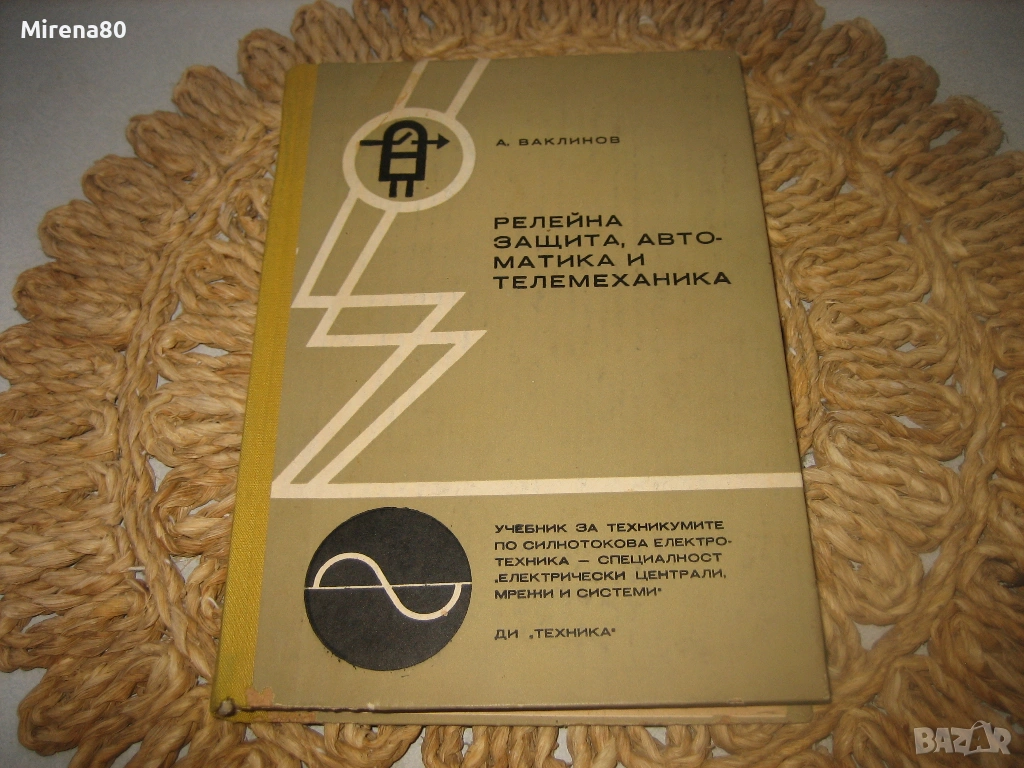 Mirena80
А. ВАКЛИНОВ
РЕЛЕЙНА
ЗАЩИТА, АВТО-
МАТИКА И
ТЕЛЕМЕХАНИКА
УЧЕБНИК ЗА ТЕХНИКУМИТЕ
ПО СИЛНОТОКОВА ЕЛЕКТРО-
ТЕХНИКА – СПЕЦИАЛНОСТ
„ЕЛЕКТРИЧЕСКИ ЦЕНТРАЛИ,
МРЕЖИ И СИСТЕМИ"
ДИ „ТЕХНИКА"
BAZAR